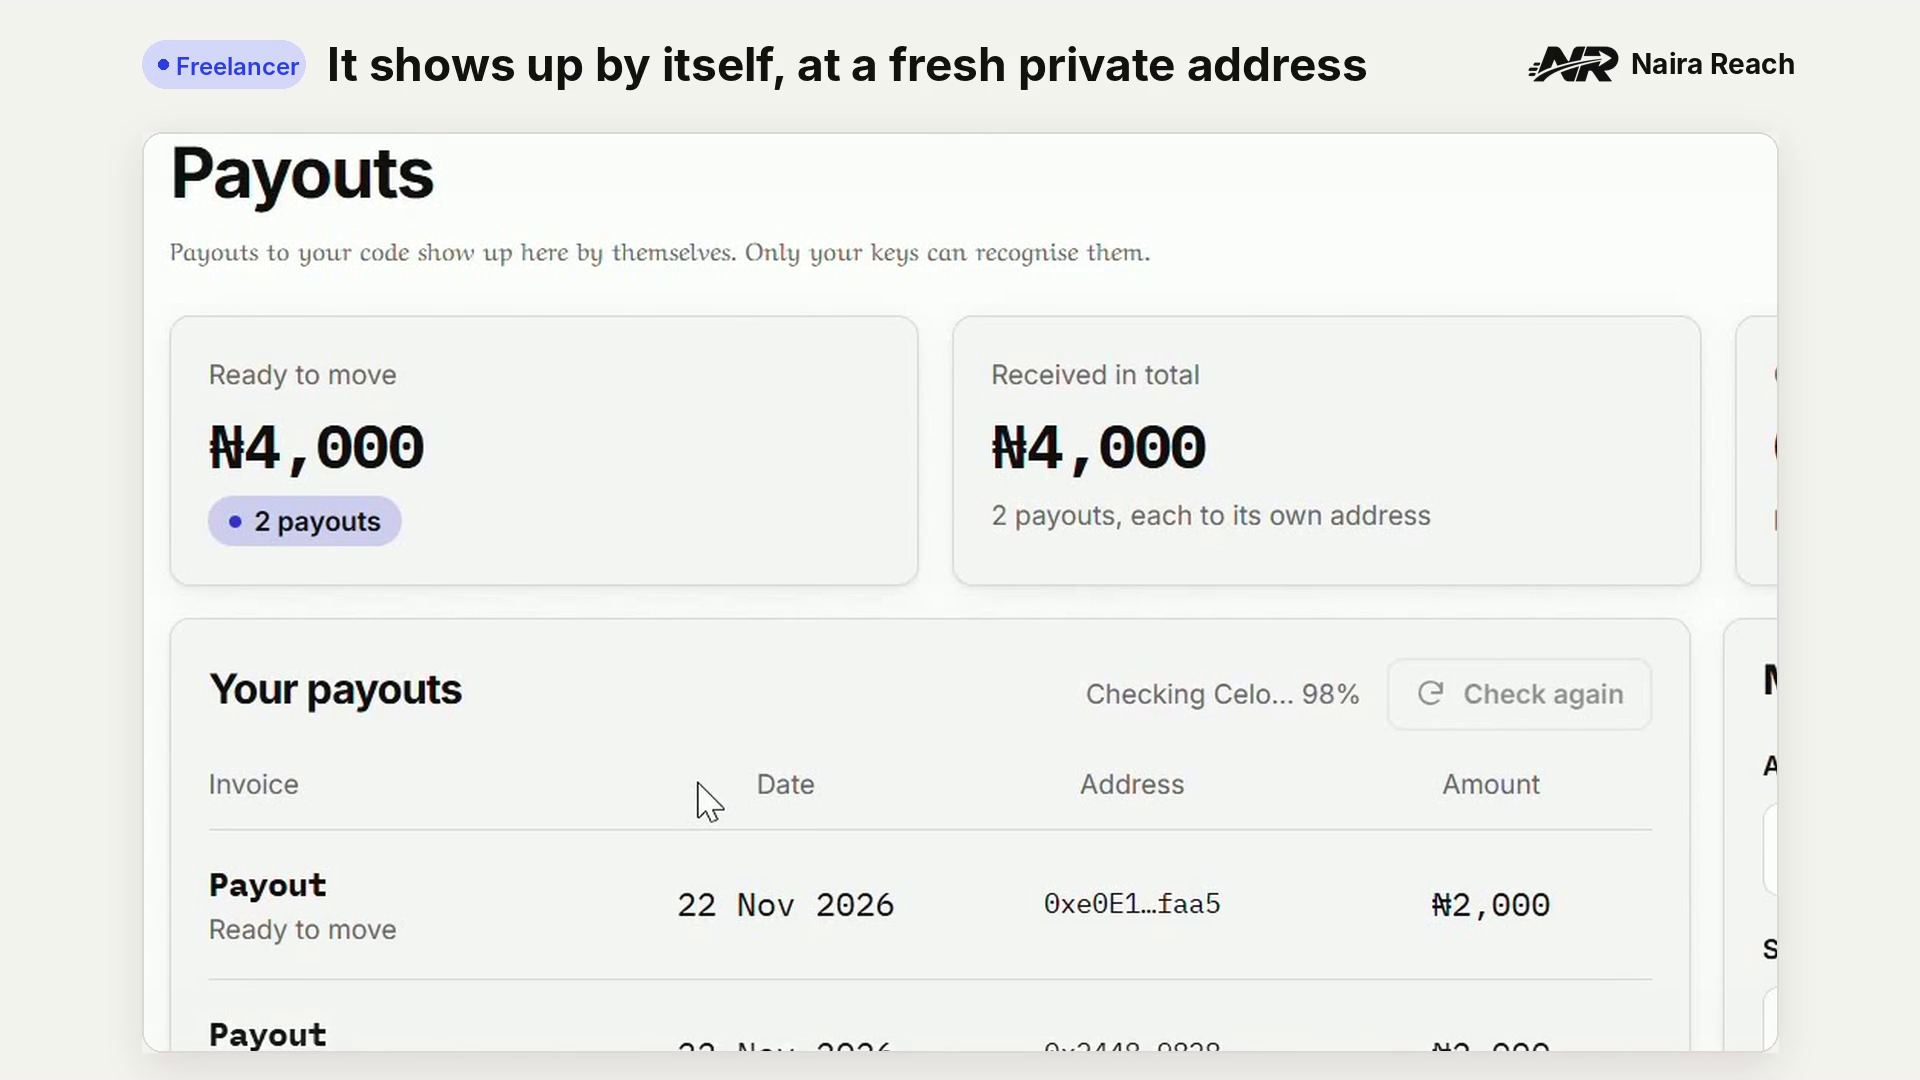 Freelancer
It shows up by itself, at a fresh private address
NR Naira Reach
Payouts
Payouts to your code show up here by themselves. Only your keys can recognise them.
Ready to move
₦4,000
2 payouts
Received in total
₦4,000
2 payouts, each to its own address
Your payouts
Checking Celo... 98%
Check again
Invoice Date Address Amount
Payout
Ready to move
22 Nov 2026 0xe0E1…faa5 ₦2,000
Payout